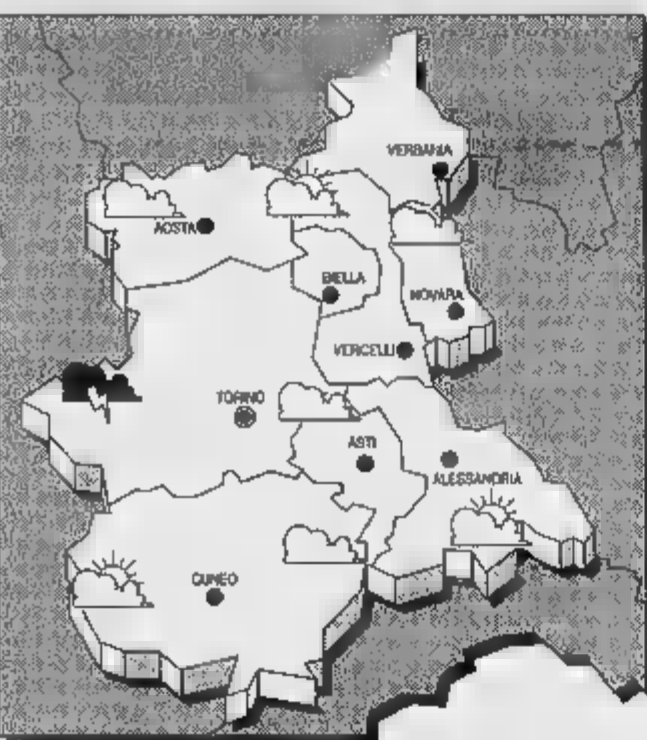 VERBANIA
AOSTA
BIELLA
NOVARA
VERCELLI
TORINO
ASTI
ALESSANDRIA
CUNEO